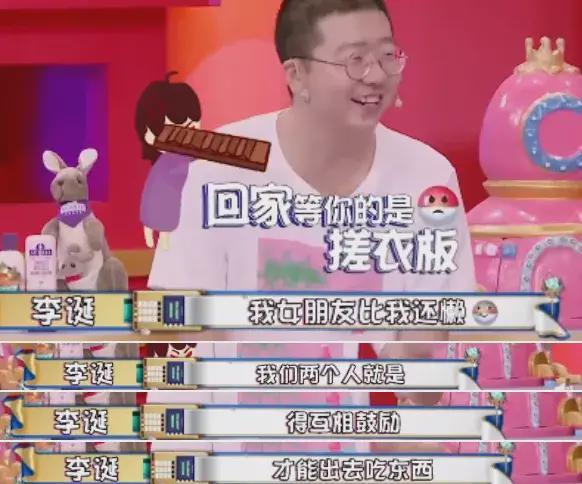 回家等你的是
搓衣板
李诞
我女朋友比我还懒
李诞
我们两个人就是
李诞
得互相鼓励
李诞
才能出去吃东西